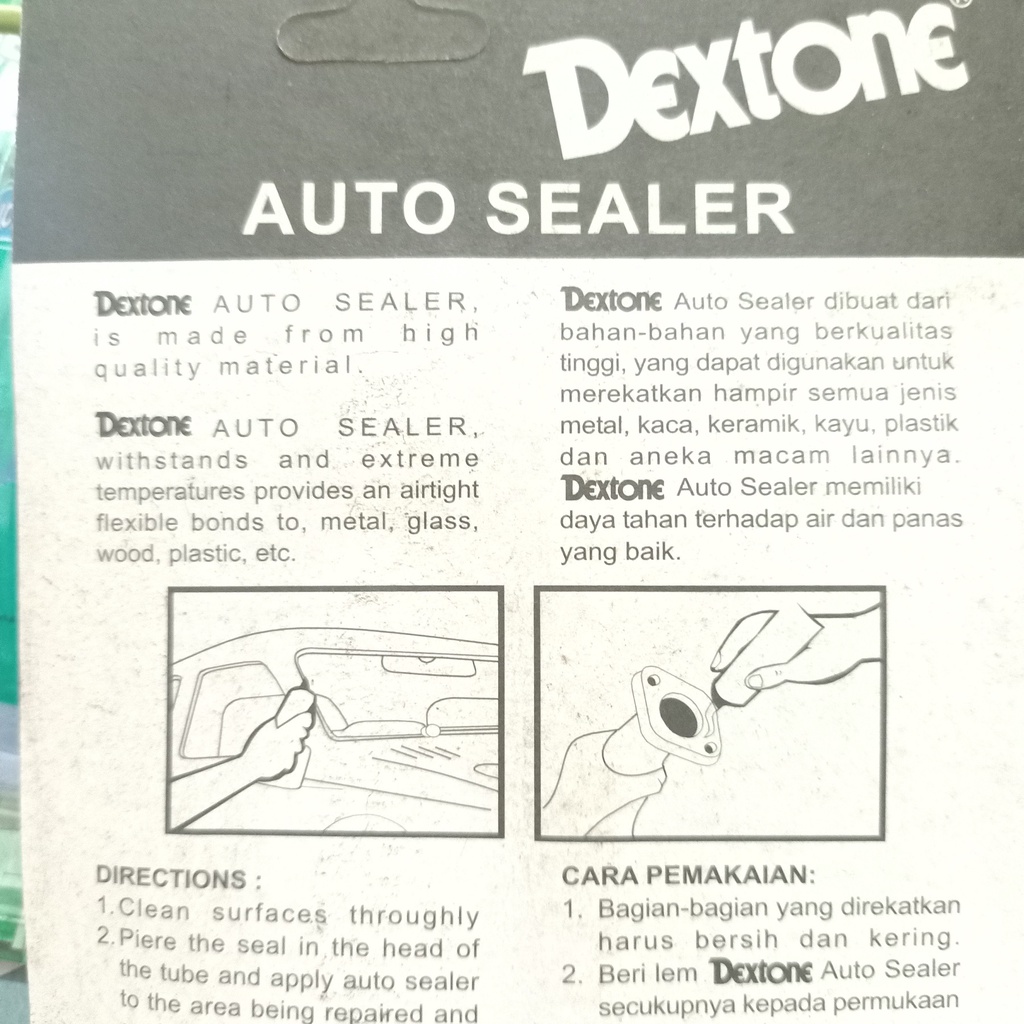 Dextone®
AUTO SEALER
Dextone AUTO SEALER,
is made from high
quality material.
Dextone AUTO SEALER,
withstands and extreme
temperatures provides an airtight
flexible bonds to, metal, glass,
wood, plastic, etc.
Dextone Auto Sealer dibuat dari
bahan-bahan yang berkualitas
tinggi, yang dapat digunakan untuk
merekatkan hampir semua jenis
metal, kaca, keramik, kayu, plastik
dan aneka macam lainnya.
Dextone Auto Sealer memiliki
daya tahan terhadap air dan panas
yang baik.
DIRECTIONS :
1.Clean surfaces throughly
2.Piere the seal in the head of
the tube and apply auto sealer
to the area being repaired and
CARA PEMAKAIAN:
1. Bagian-bagian yang direkatkan
harus bersih dan kering.
2. Beri lem Dextone Auto Sealer
secukupnya kepada permukaan